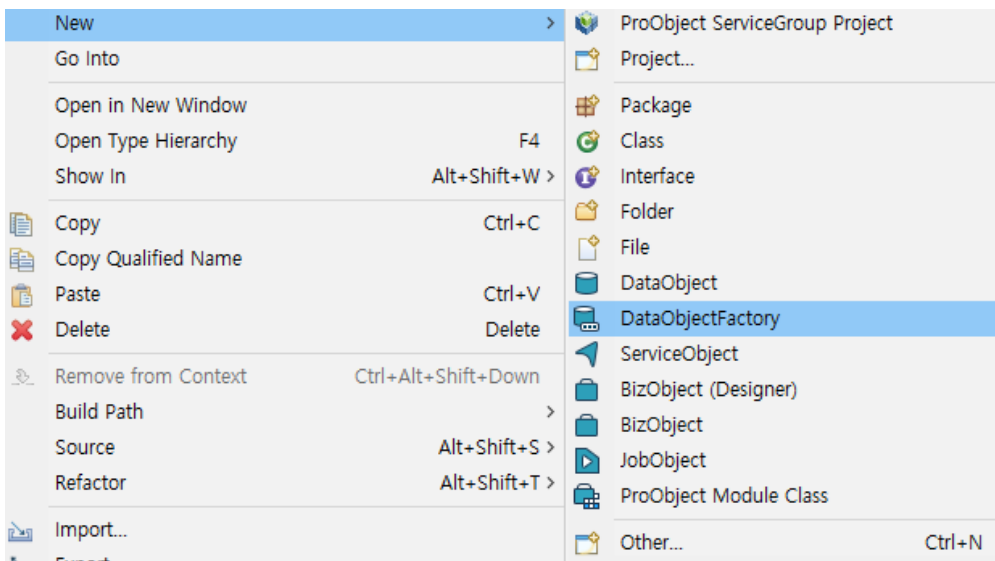 New >
Go Into
Open in New Window
Open Type Hierarchy F4
Show In Alt+Shift+W >
Copy Ctrl+C
Copy Qualified Name
Paste Ctrl+V
Delete Delete
Remove from Context Ctrl+Alt+Shift+Down
Build Path >
Source Alt+Shift+S >
Refactor Alt+Shift+T >
Import...
ProObject ServiceGroup Project
Project...
Package
Class
Interface
Folder
File
DataObject
DataObjectFactory
ServiceObject
BizObject (Designer)
BizObject
JobObject
ProObject Module Class
Other... Ctrl+N